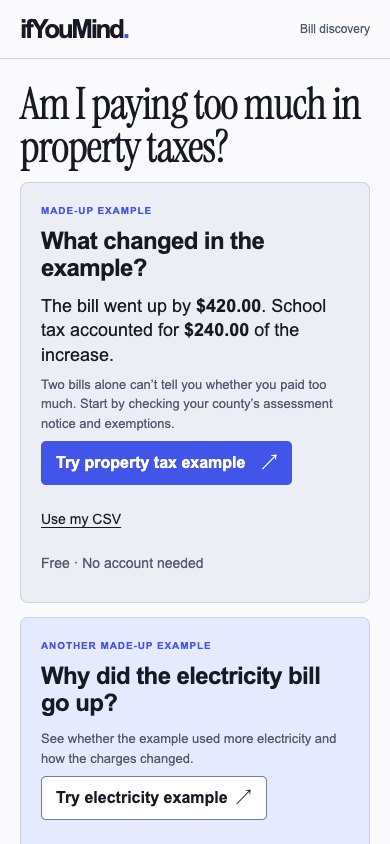 ifYouMind.
Bill discovery
Am I paying too much in
property taxes?
MADE-UP EXAMPLE
What changed in the
example?
The bill went up by $420.00. School
tax accounted for $240.00 of the
increase.
Two bills alone can’t tell you whether you paid too
much. Start by checking your county’s assessment
notice and exemptions.
Try property tax example ↗
Use my CSV
Free · No account needed
ANOTHER MADE-UP EXAMPLE
Why did the electricity bill
go up?
See whether the example used more electricity and
how the charges changed.
Try electricity example ↗